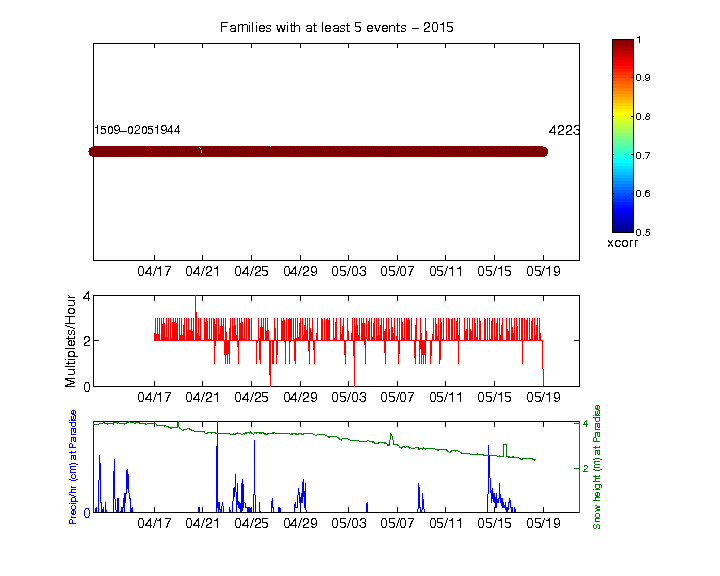 Families with at least 5 events − 2015
1509−02051944
4223
04/17 04/21 04/25 04/29 05/03 05/07 05/11 05/15 05/19
1
0.9
0.8
0.7
0.6
0.5
xcorr
Multiplets/Hour
4
2
0
04/17 04/21 04/25 04/29 05/03 05/07 05/11 05/15 05/19
Precip/hr (cm) at Paradise
0
4
2
Snow height (m) at Paradise
04/17 04/21 04/25 04/29 05/03 05/07 05/11 05/15 05/19